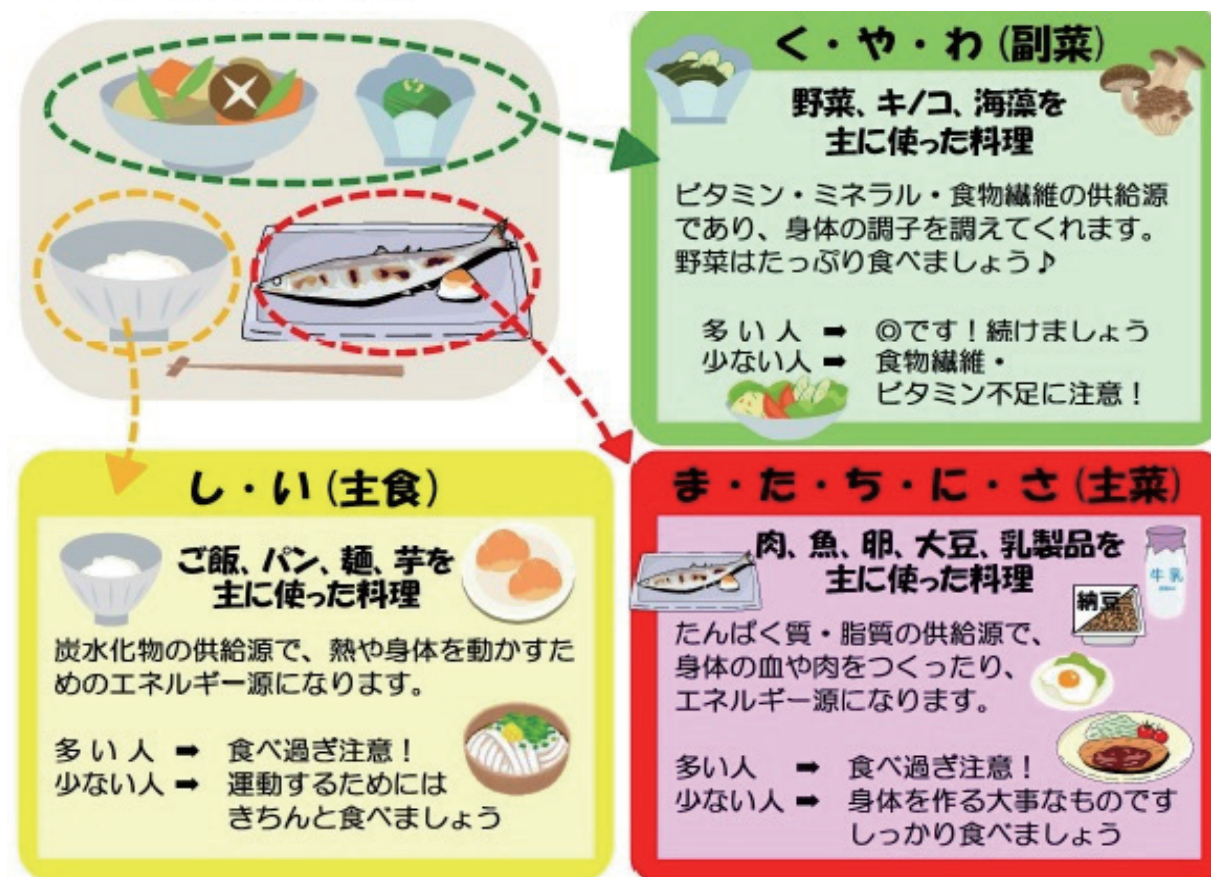 く・や・わ(副菜)
野菜、キノコ、海藻を
主に使った料理
ビタミン・ミネラル・食物繊維の供給源
であり、身体の調子を調えてくれます。
野菜はたっぷり食べましょう♪
多い人 ➡ ◎です！続けましょう
少ない人 ➡ 食物繊維・
ビタミン不足に注意！
し・い(主食)
ご飯、パン、麺、芋を
主に使った料理
炭水化物の供給源で、熱や身体を動かすた
めのエネルギー源になります。
多い人 ➡ 食べ過ぎ注意！
少ない人 ➡ 運動するためには
きちんと食べましょう
ま・た・ち・に・さ(主菜)
肉、魚、卵、大豆、乳製品を
主に使った料理
牛乳
納豆
たんぱく質・脂質の供給源で、
身体の血や肉をつくったり、
エネルギー源になります。
多い人 ➡ 食べ過ぎ注意！
少ない人 ➡ 身体を作る大事なものです
しっかり食べましょう